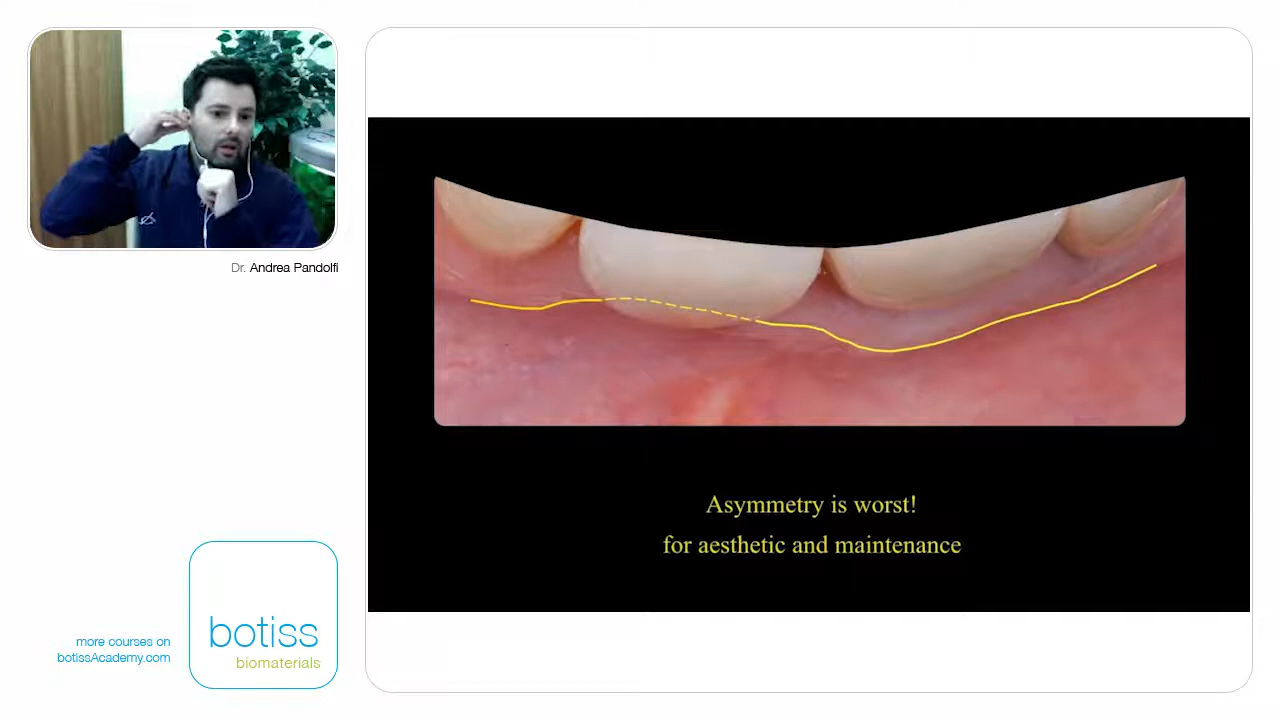 Dr. Andrea Pandolfi
Asymmetry is worst!
for aesthetic and maintenance
more courses on
botissAcademy.com
botiss
biomaterials